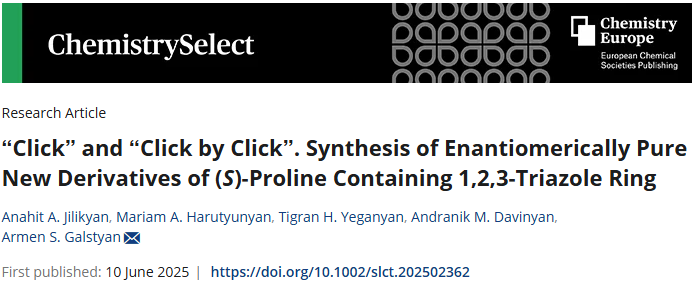 ChemistrySelect
Chemistry
Europe
European Chemical
Societies Publishing
Research Article
“Click” and “Click by Click”. Synthesis of Enantiomerically Pure
New Derivatives of (S)-Proline Containing 1,2,3-Triazole Ring
Anahit A. Jilikyan, Mariam A. Harutyunyan, Tigran H. Yeganyan, Andranik M. Davinyan,
Armen S. Galstyan
First published: 10 June 2025 | https://doi.org/10.1002/slct.202502362